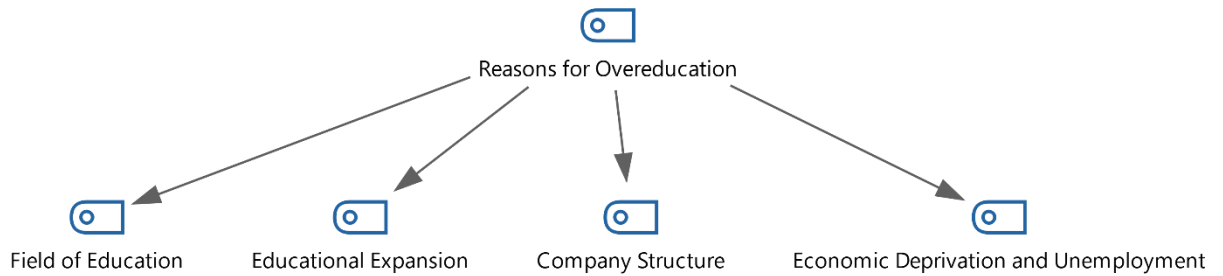 Reasons for Overeducation
Field of Education
Educational Expansion
Company Structure
Economic Deprivation and Unemployment